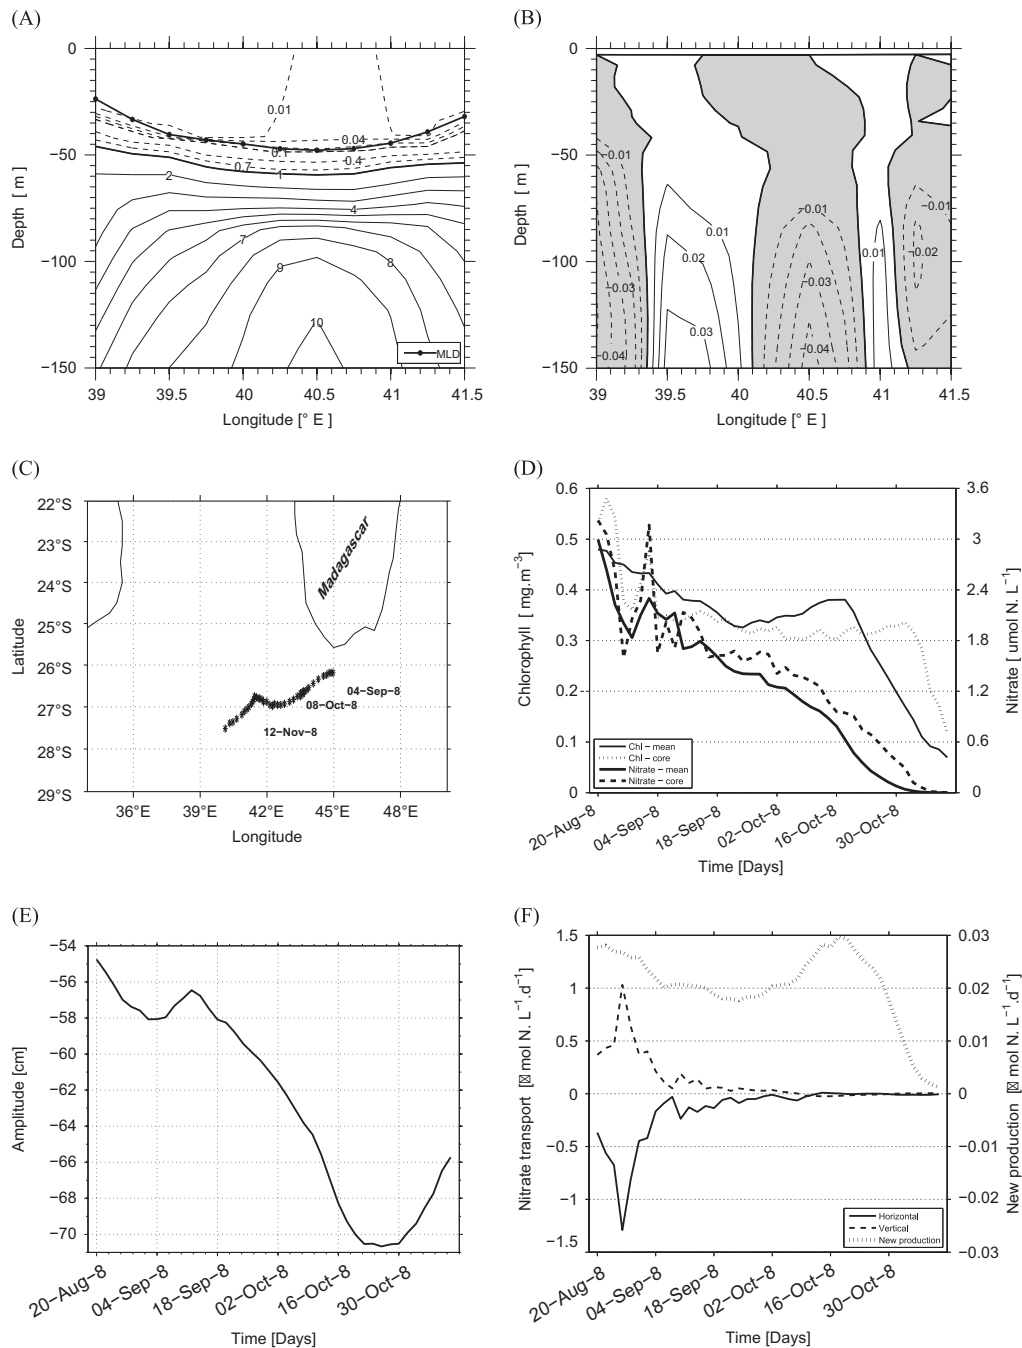 (A)
0
−50
−100
−150
Depth [ m ]
39
39.5
40
40.5
41
41.5
Longitude [° E ]
0.01
0.04
0.1
0.4
0.7
1
2
4
7
8
9
10
MLD
(B)
0
−50
−100
−150
Depth [ m ]
39
39.5
40
40.5
41
41.5
Longitude [° E ]
−0.01
−0.03
−0.04
0.01
0.02
0.03
−0.01
−0.03
−0.04
0.01
−0.01
−0.02
(C)
22°S
23°S
24°S
25°S
26°S
27°S
28°S
29°S
Latitude
36°E
39°E
42°E
45°E
48°E
Longitude
Madagascar
04−Sep−8
08−Oct−8
12−Nov−8
(D)
0.6
0.5
0.4
0.3
0.2
0.1
0
Chlorophyll [ mg.m−3]
3.6
3
2.4
1.8
1.2
0.6
0
Nitrate [ umol N. L−1]
Chl − mean
Chl − core
Nitrate − mean
Nitrate − core
20−Aug−8
04−Sep−8
18−Sep−8
02−Oct−8
16−Oct−8
30−Oct−8
Time [Days]
(E)
−54
−56
−58
−60
−62
−64
−66
−68
−70
Amplitude [cm]
20−Aug−8
04−Sep−8
18−Sep−8
02−Oct−8
16−Oct−8
30−Oct−8
Time [Days]
(F)
1.5
1
0.5
0
−0.5
−1
−1.5
Nitrate transport [☒ mol N. L−1.d−1]
0.03
0.02
0.01
0
−0.01
−0.02
−0.03
New production [☒ mol N. L−1.d−1]
Horizontal
Vertical
New production
20−Aug−8
04−Sep−8
18−Sep−8
02−Oct−8
16−Oct−8
30−Oct−8
Time [Days]